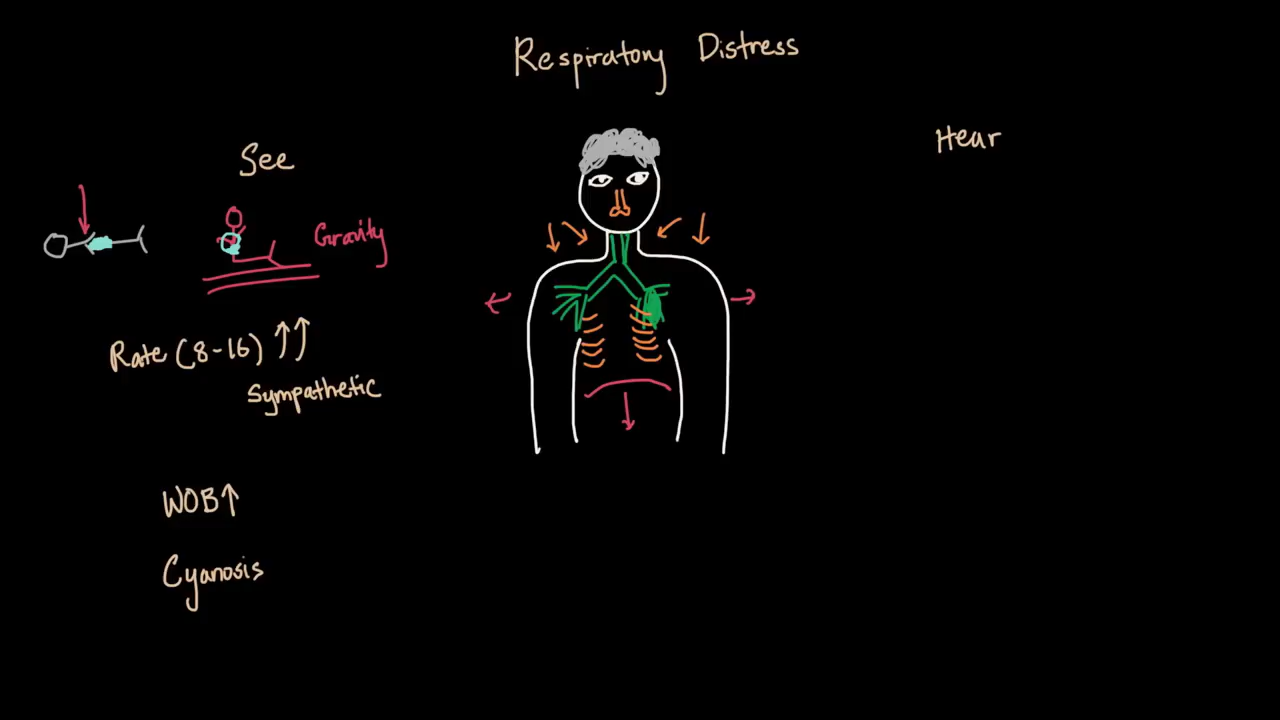 Respiratory Distress
See
Hear
Gravity
Rate (8-16) ↑↑
Sympathetic
WOB↑
Cyanosis